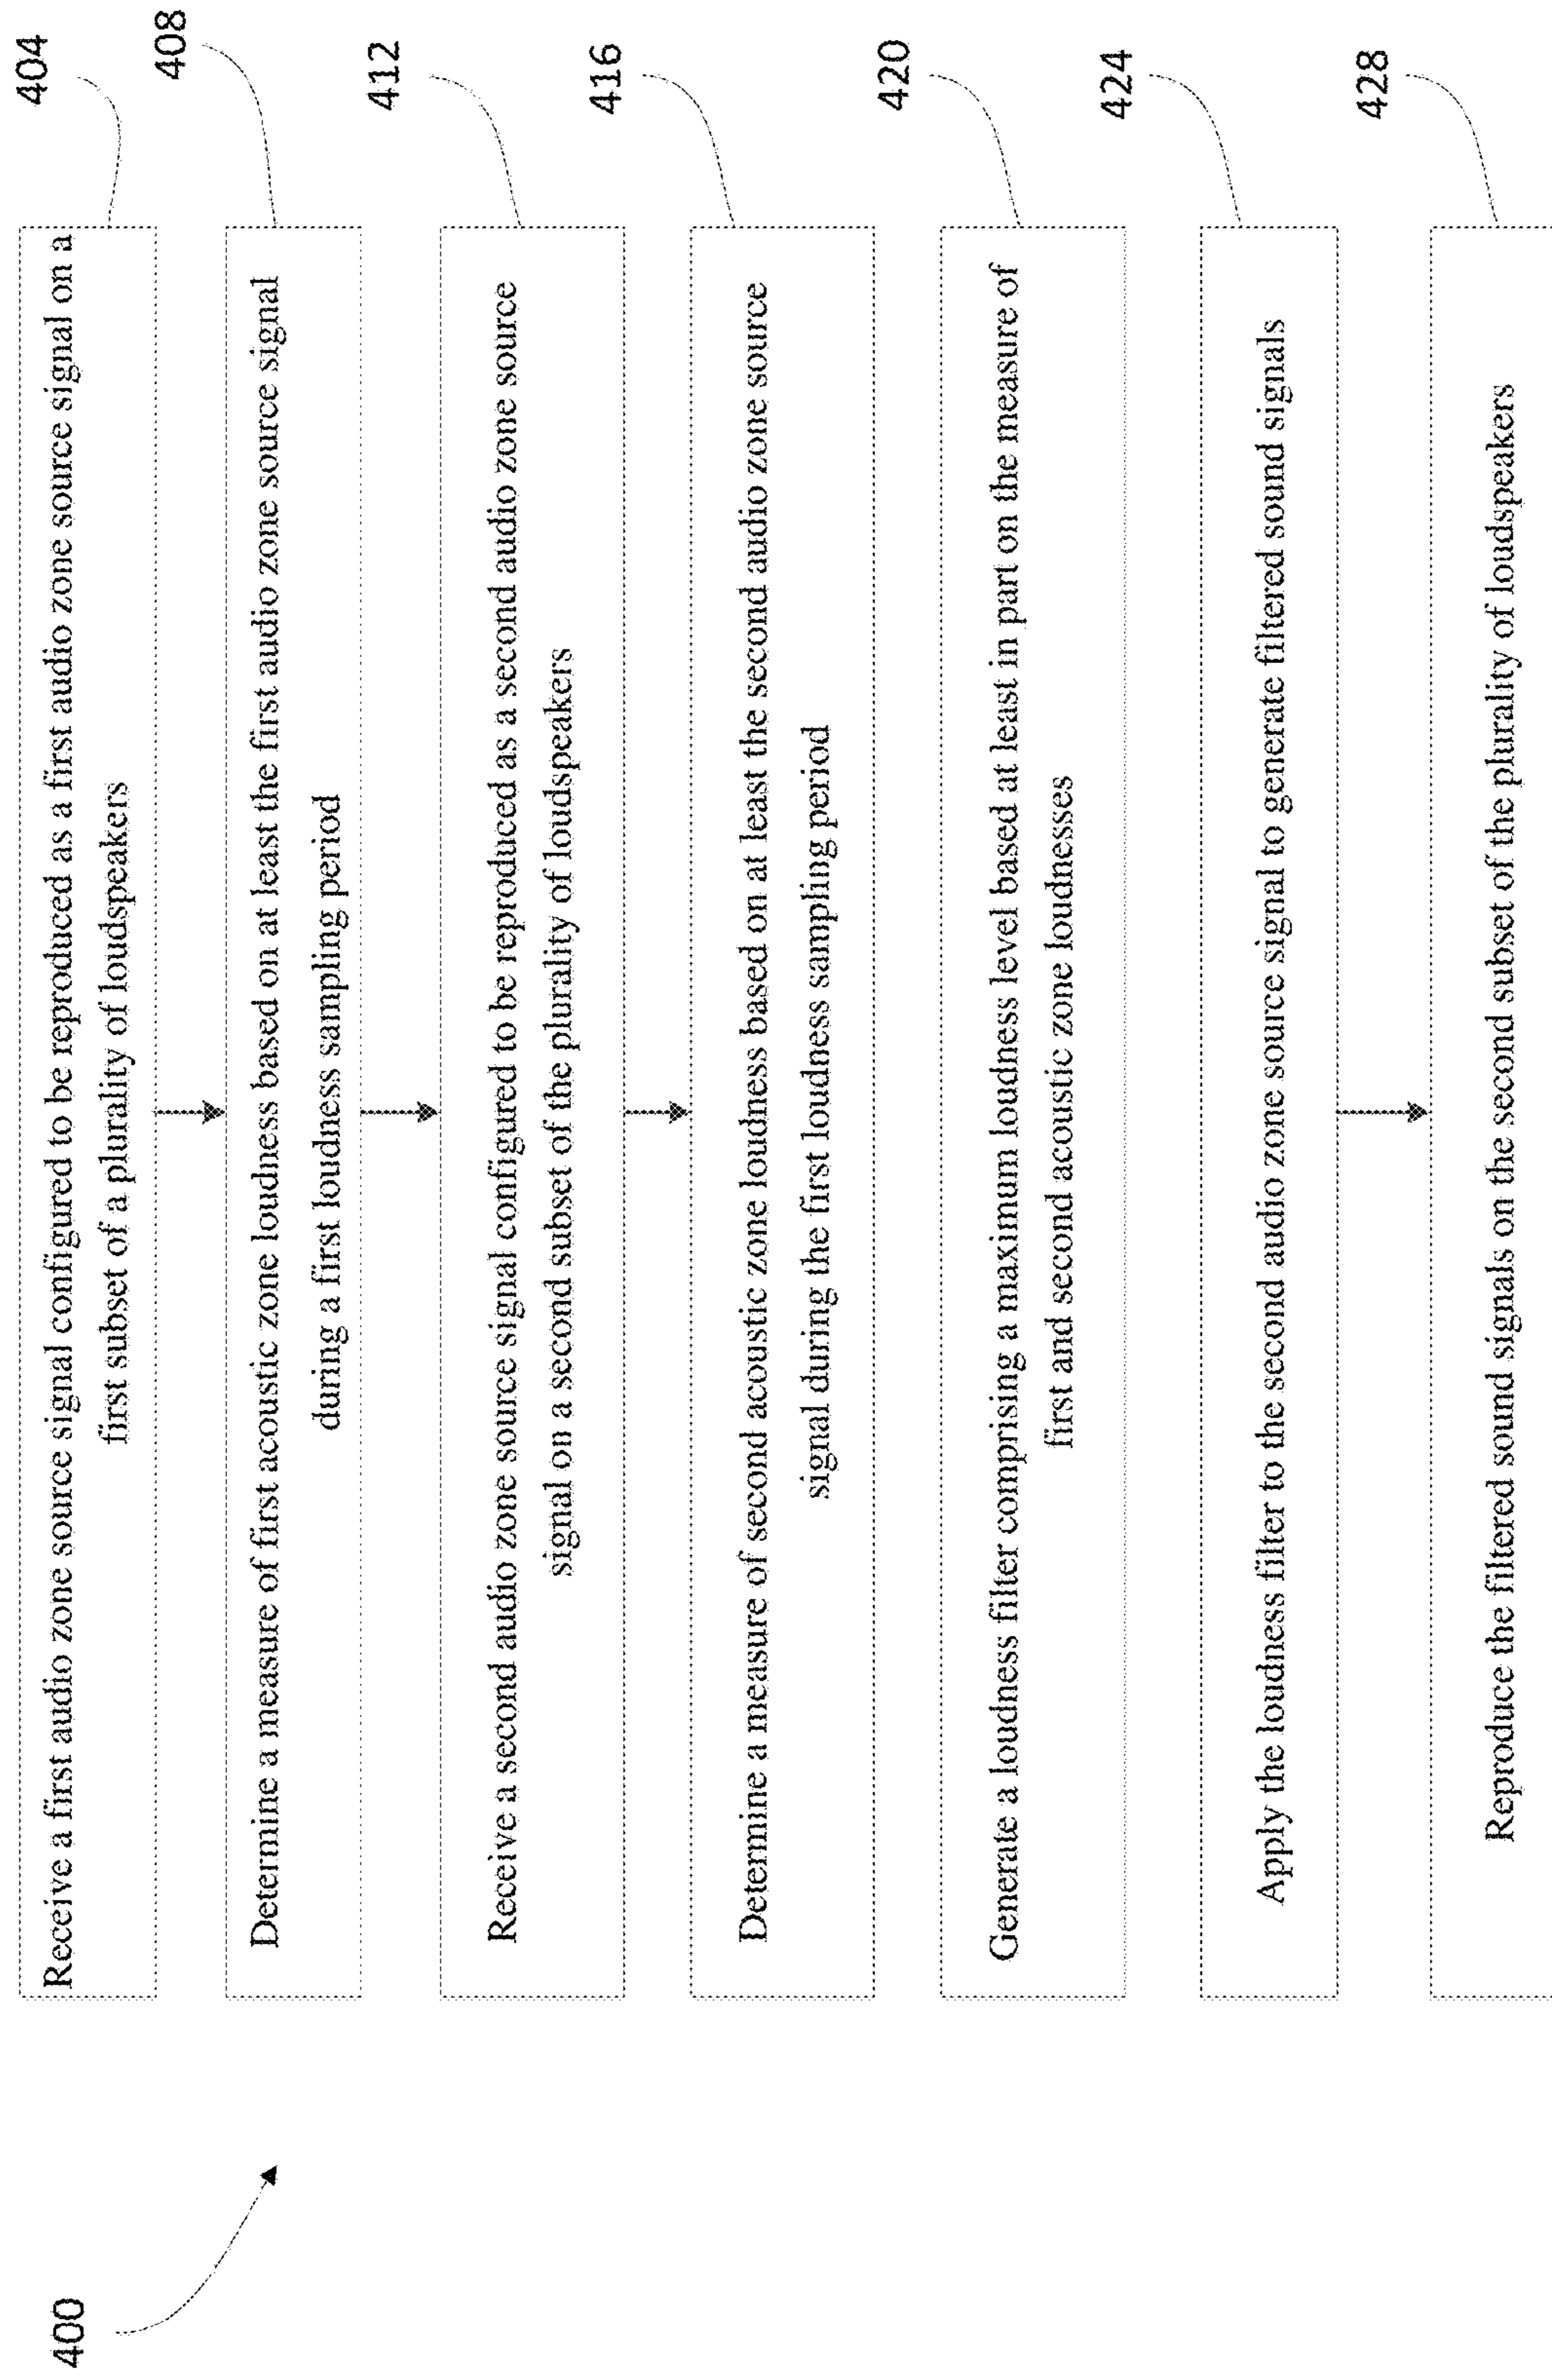 400
404
Receive a first audio zone source signal configured to be reproduced as a first audio zone source signal on a
first subset of a plurality of loudspeakers
408
Determine a measure of first acoustic zone loudness based on at least the first audio zone source signal
during a first loudness sampling period
412
Receive a second audio zone source signal configured to be reproduced as a second audio zone source
signal on a second subset of the plurality of loudspeakers
416
Determine a measure of second acoustic zone loudness based on at least the second audio zone source
signal during the first loudness sampling period
420
Generate a loudness filter comprising a maximum loudness level based at least in part on the measure of
first and second acoustic zone loudnesses
424
Apply the loudness filter to the second audio zone source signal to generate filtered sound signals
428
Reproduce the filtered sound signals on the second subset of the plurality of loudspeakers